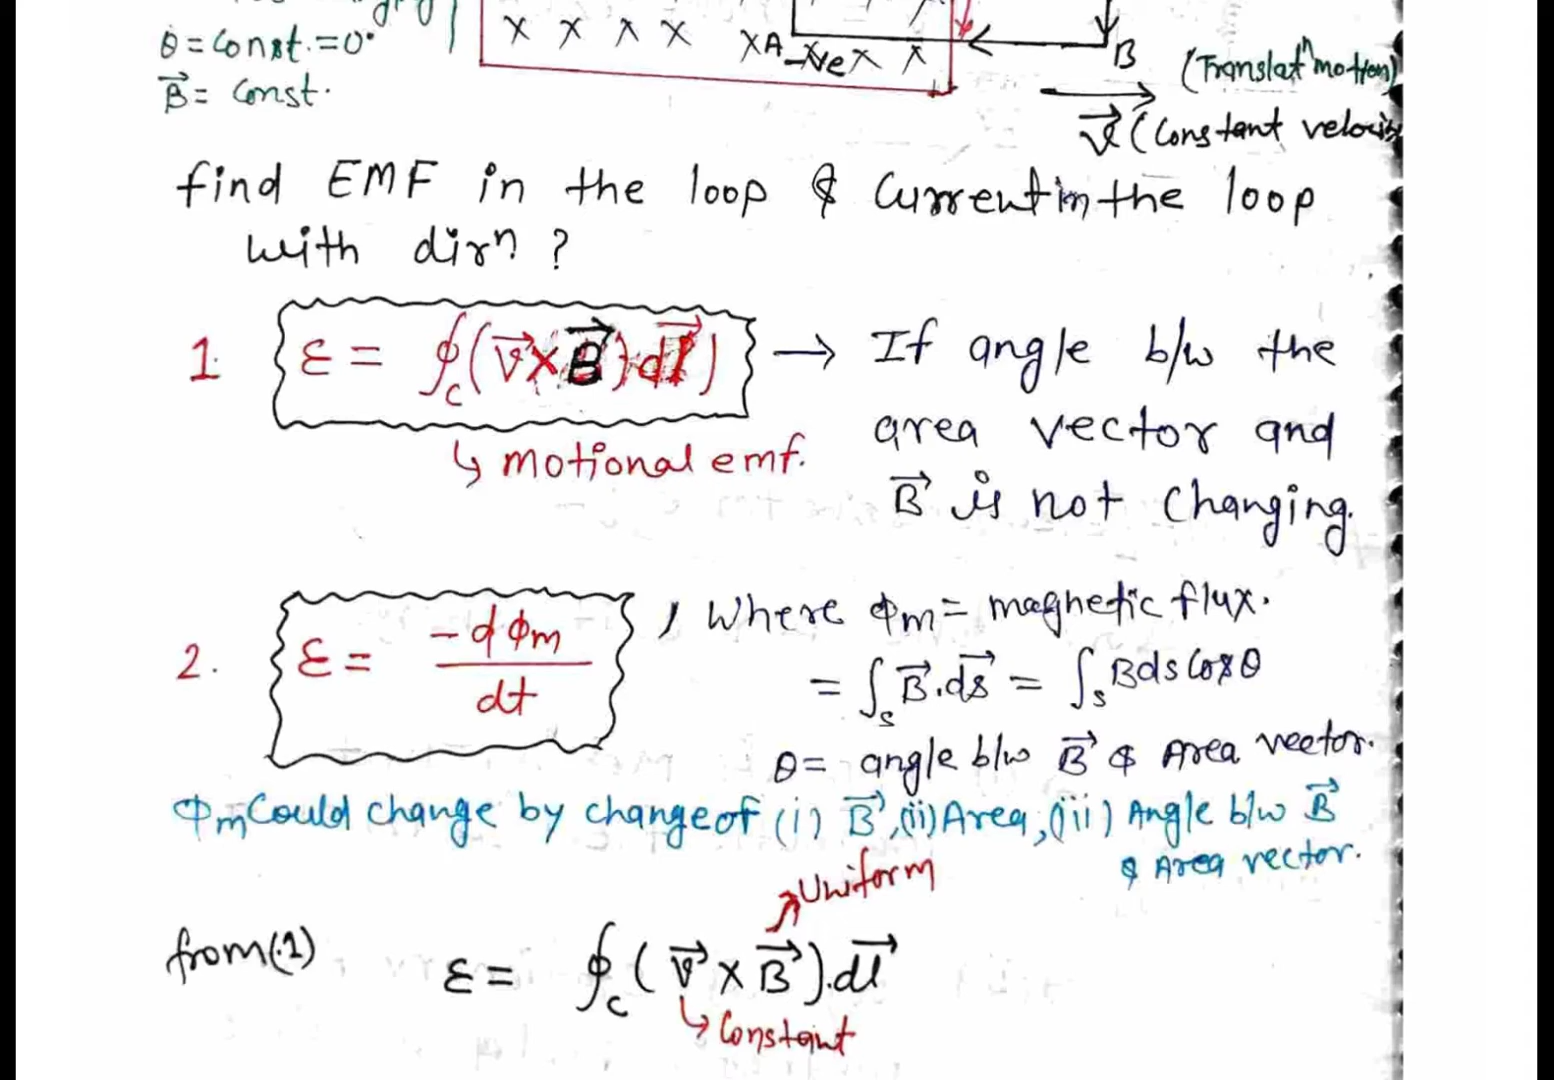 θ = Const. = 0°
B⃗ = Const.
X X X X XA -Ve X X
B
(Translatⁿ motion)
V⃗ (Constant velocity
find EMF in the loop & Current in the loop
with dirⁿ ?
1. ε = ∮c (v⃗ × B⃗).dl⃗) → If angle b/w the
area vector and
↳ motional emf.
B⃗ is not changing.
2. ε = -dφm/dt , Where φm = magnetic flux.
= ∫s B⃗.ds⃗ = ∫s Bds Cosθ
θ = angle b/w B⃗ & Area vector.
φm Could change by change of (i) B⃗, (ii) Area, (iii) Angle b/w B⃗
& Area vector.
Uniform
from (1) ε = ∮c (v⃗ × B⃗).dl⃗
↳ Constant